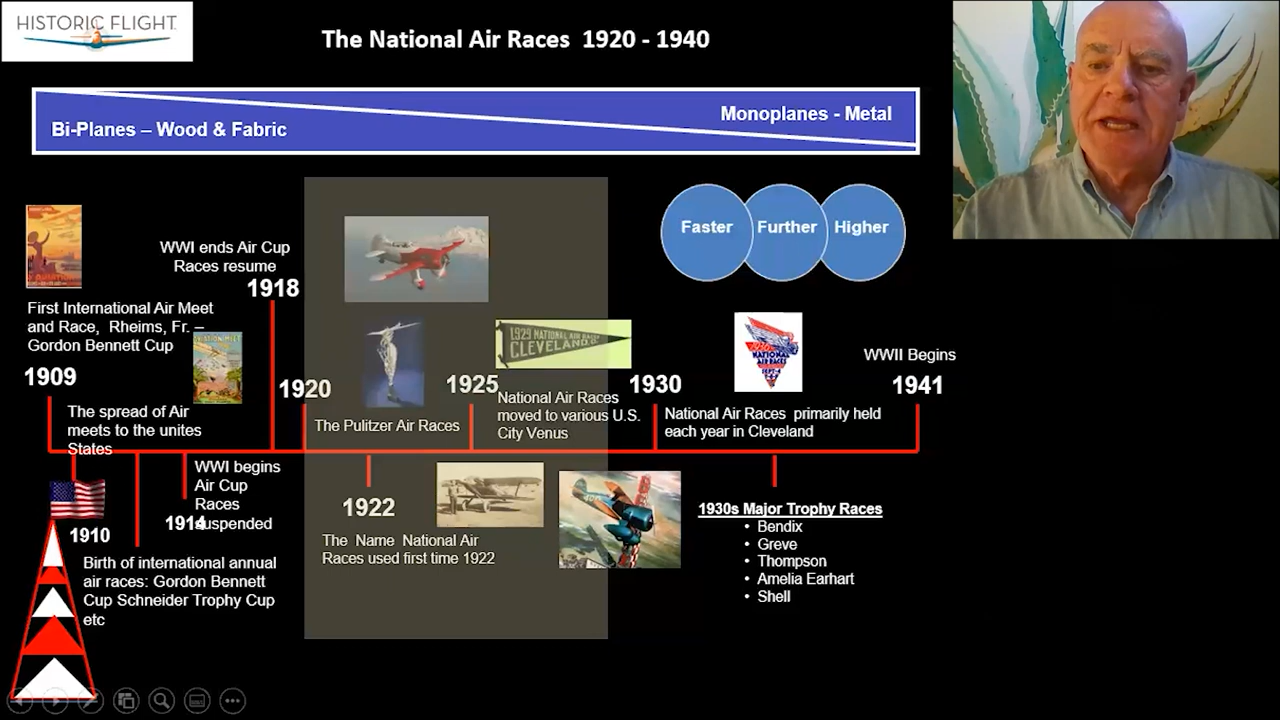 HISTORIC FLIGHT
The National Air Races 1920 - 1940
Bi-Planes – Wood & Fabric
Monoplanes - Metal
Faster
Further
Higher
WWI ends Air Cup
Races resume
1918
First International Air Meet
and Race, Rheims, Fr. –
Gordon Bennett Cup
1909
AVIATION MEET
The spread of Air
meets to the unites
States
1920
The Pulitzer Air Races
1925
1929 NATIONAL AIR RACES
CLEVELAND, O.
National Air Races
moved to various U.S.
City Venus
1930
NATIONAL
AIR RACES
National Air Races primarily held
each year in Cleveland
WWII Begins
1941
WWI begins
Air Cup
Races
suspended
1914
1910
Birth of international annual
air races: Gordon Bennett
Cup Schneider Trophy Cup
etc
1922
The Name National Air
Races used first time 1922
1930s Major Trophy Races
• Bendix
• Greve
• Thompson
• Amelia Earhart
• Shell